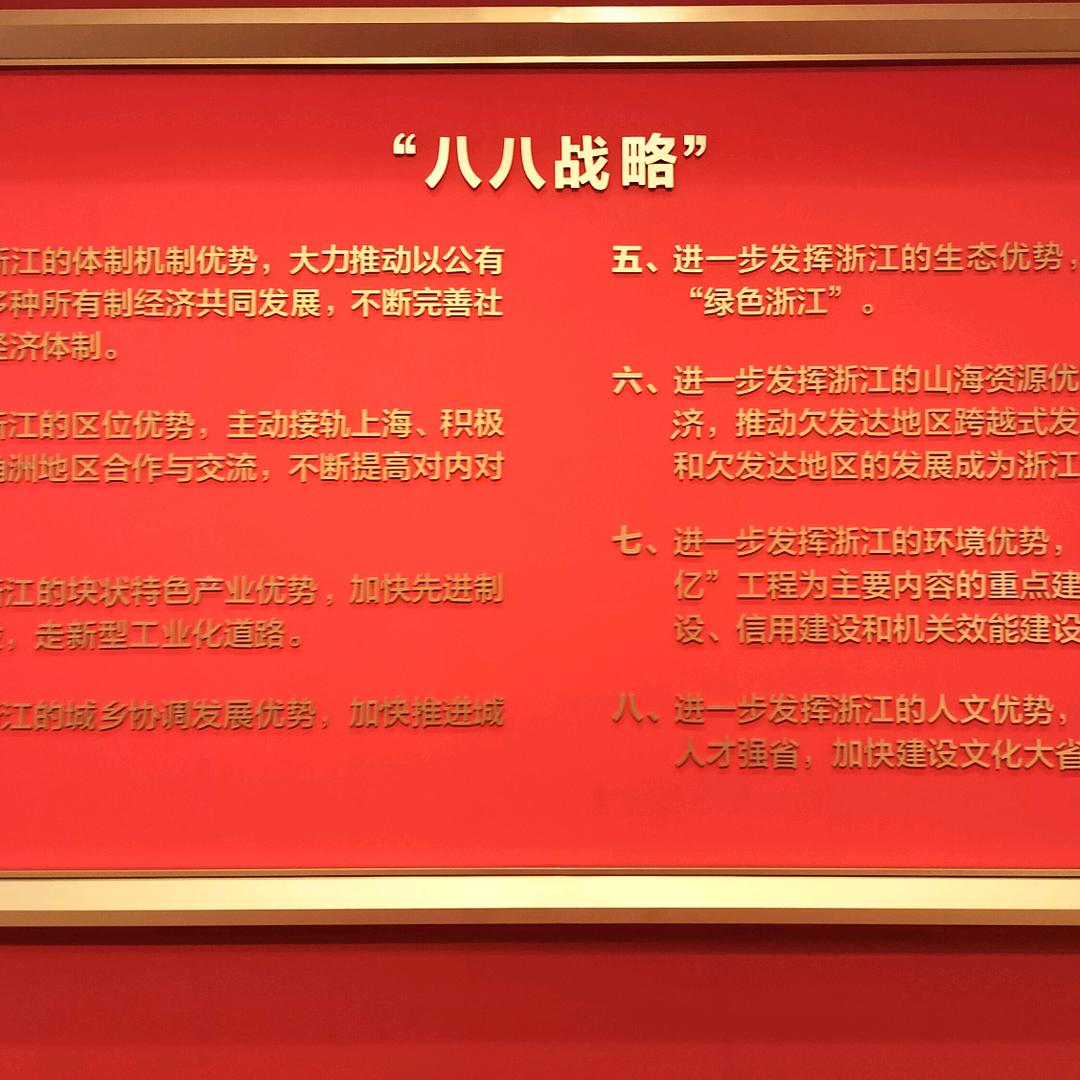 “八八战略”
浙江的体制机制优势，大力推动以公有
多种所有制经济共同发展，不断完善社
经济体制。
浙江的区位优势，主动接轨上海、积极
角洲地区合作与交流，不断提高对内对
浙江的块状特色产业优势，加快先进制
，走新型工业化道路。
江的城乡协调发展优势，加快推进城
五、进一步发挥浙江的生态优势，
“绿色浙江”。
六、进一步发挥浙江的山海资源优
济，推动欠发达地区跨越式发
和欠发达地区的发展成为浙江
七、进一步发挥浙江的环境优势，
亿”工程为主要内容的重点建
设、信用建设和机关效能建设
八、进一步发挥浙江的人文优势，
人才强省，加快建设文化大省